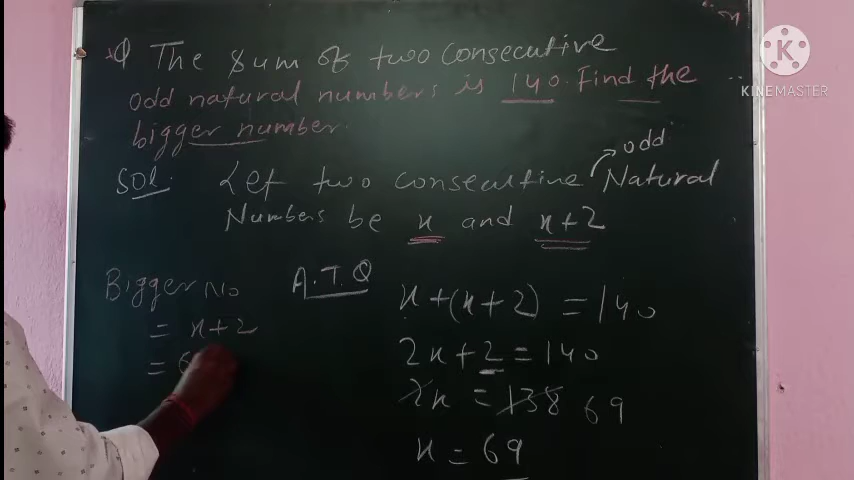 Q The sum of two consecutive
odd natural numbers is 140. Find the
bigger number.
Sol. Let two consecutive odd Natural
Numbers be x and x+2
Bigger No
= x+2
= 6
A.T.Q
x+(x+2) = 140
2x+2 = 140
2x = 138 69
x = 69
K
KINEMASTER